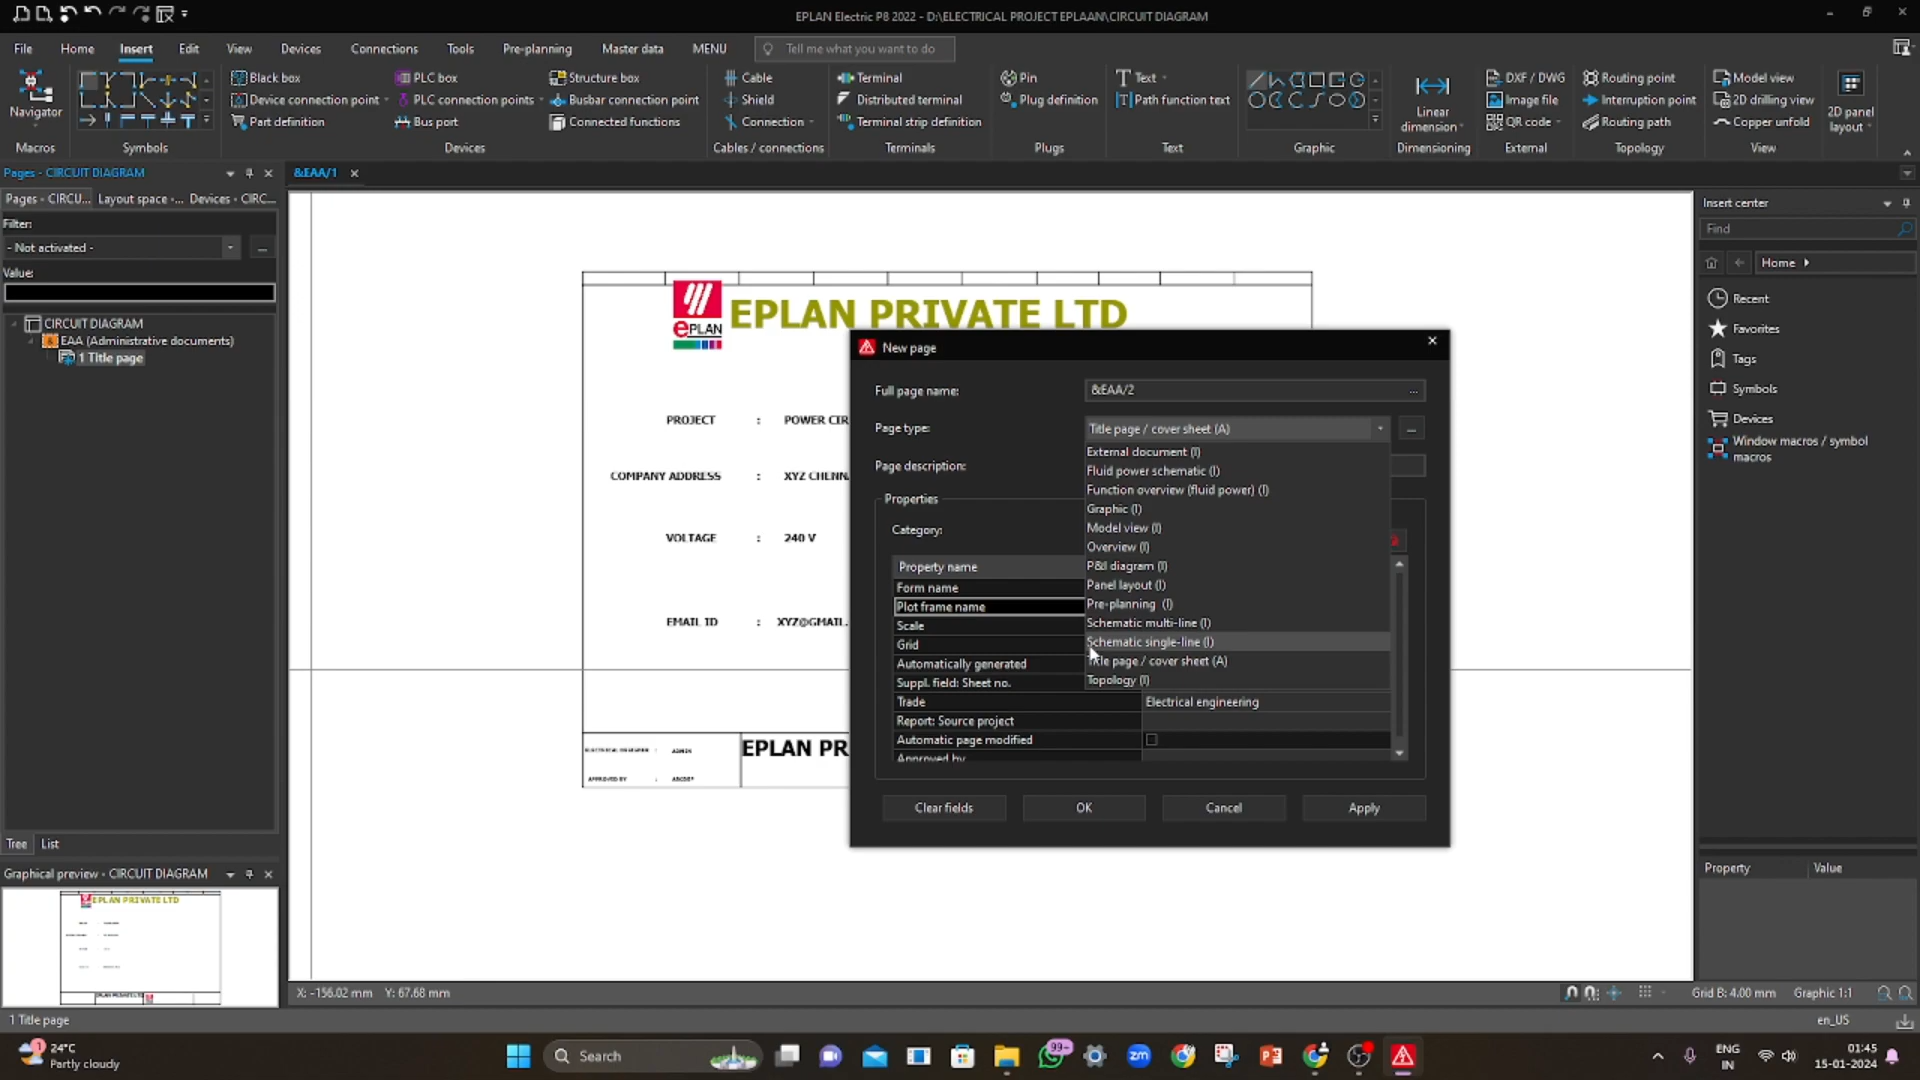 EPLAN Electric P8 2022 - D:\ELECTRICAL PROJECT EPLAAN\CIRCUIT DIAGRAM
File Home Insert Edit View Devices Connections Tools Pre-planning Master data MENU Tell me what you want to do
Navigator
Macros
Symbols
Black box PLC box Structure box
Device connection point PLC connection points Busbar connection point
Part definition Bus port Connected functions
Devices
Cable
Shield
Connection
Cables / connections
Terminal
Distributed terminal
Terminal strip definition
Terminals
Pin
Plug definition
Plugs
Text
Path function text
Text
Graphic
Linear
dimension
Dimensioning
DXF / DWG
Image file
QR code
External
Routing point
Interruption point
Routing path
Topology
Model view
2D drilling view
Copper unfold
View
2D panel
layout
Pages - CIRCUIT DIAGRAM
&EAA/1
Pages - CIRCU... Layout space -... Devices - CIRC...
Filter:
- Not activated -
...
Value:
CIRCUIT DIAGRAM
EAA (Administrative documents)
1 Title page
Tree List
Graphical preview - CIRCUIT DIAGRAM
EPLAN PRIVATE LTD
ePLAN
EPLAN PRIVATE LTD
PROJECT : POWER CIR
COMPANY ADDRESS : XYZ CHENN
VOLTAGE : 240 V
EMAIL ID : XYZ@GMAIL.
ADMIN
APPROVED BY : ABCDEF
EPLAN PR
New page
Full page name: &EAA/2 ...
Page type: Title page / cover sheet (A) ...
External document (I)
Fluid power schematic (I)
Function overview (fluid power) (I)
Graphic (I)
Model view (I)
Overview (I)
P&I diagram (I)
Panel layout (I)
Pre-planning (I)
Schematic multi-line (I)
Schematic single-line (I)
Title page / cover sheet (A)
Topology (I)
Page description:
Properties
Category:
Property name
Form name
Plot frame name
Scale
Grid
Automatically generated
Suppl. field: Sheet no.
Trade Electrical engineering
Report: Source project
Automatic page modified
Approved by
Clear fields OK Cancel Apply
Insert center
Find
Home
Recent
Favorites
Tags
Symbols
Devices
Window macros / symbol
macros
Property Value
X: -156.02 mm Y: 67.68 mm
Grid B: 4.00 mm Graphic 1:1
1 Title page
en_US
1
24°C
Partly cloudy
Search
99+
zm
ENG
IN
01:45
15-01-2024